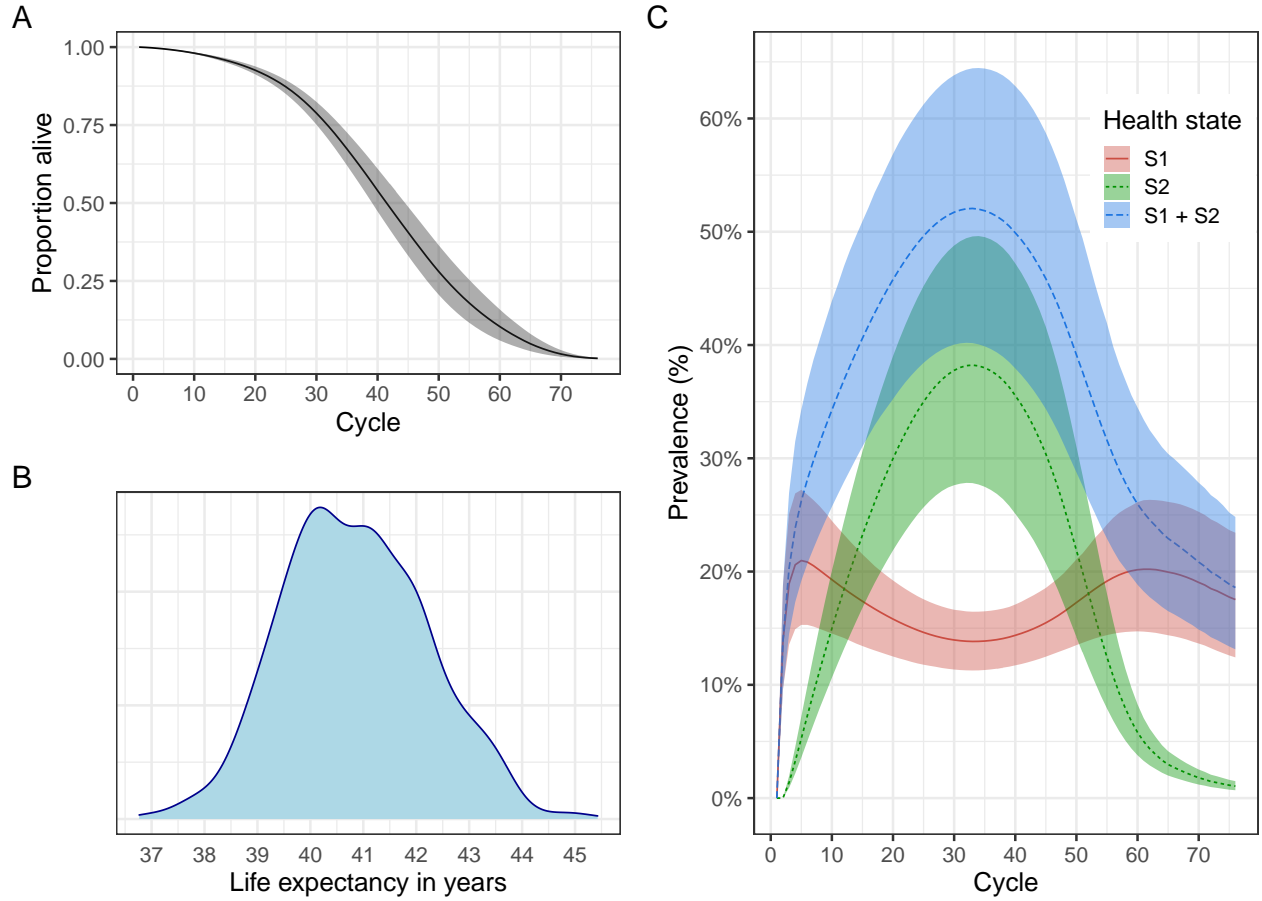 A
1.00
0.75
0.50
0.25
0.00
Proportion alive
0 10 20 30 40 50 60 70
Cycle
B
37 38 39 40 41 42 43 44 45
Life expectancy in years
C
60%
50%
40%
30%
20%
10%
0%
Prevalence (%)
Health state
S1
S2
S1 + S2
0 10 20 30 40 50 60 70
Cycle